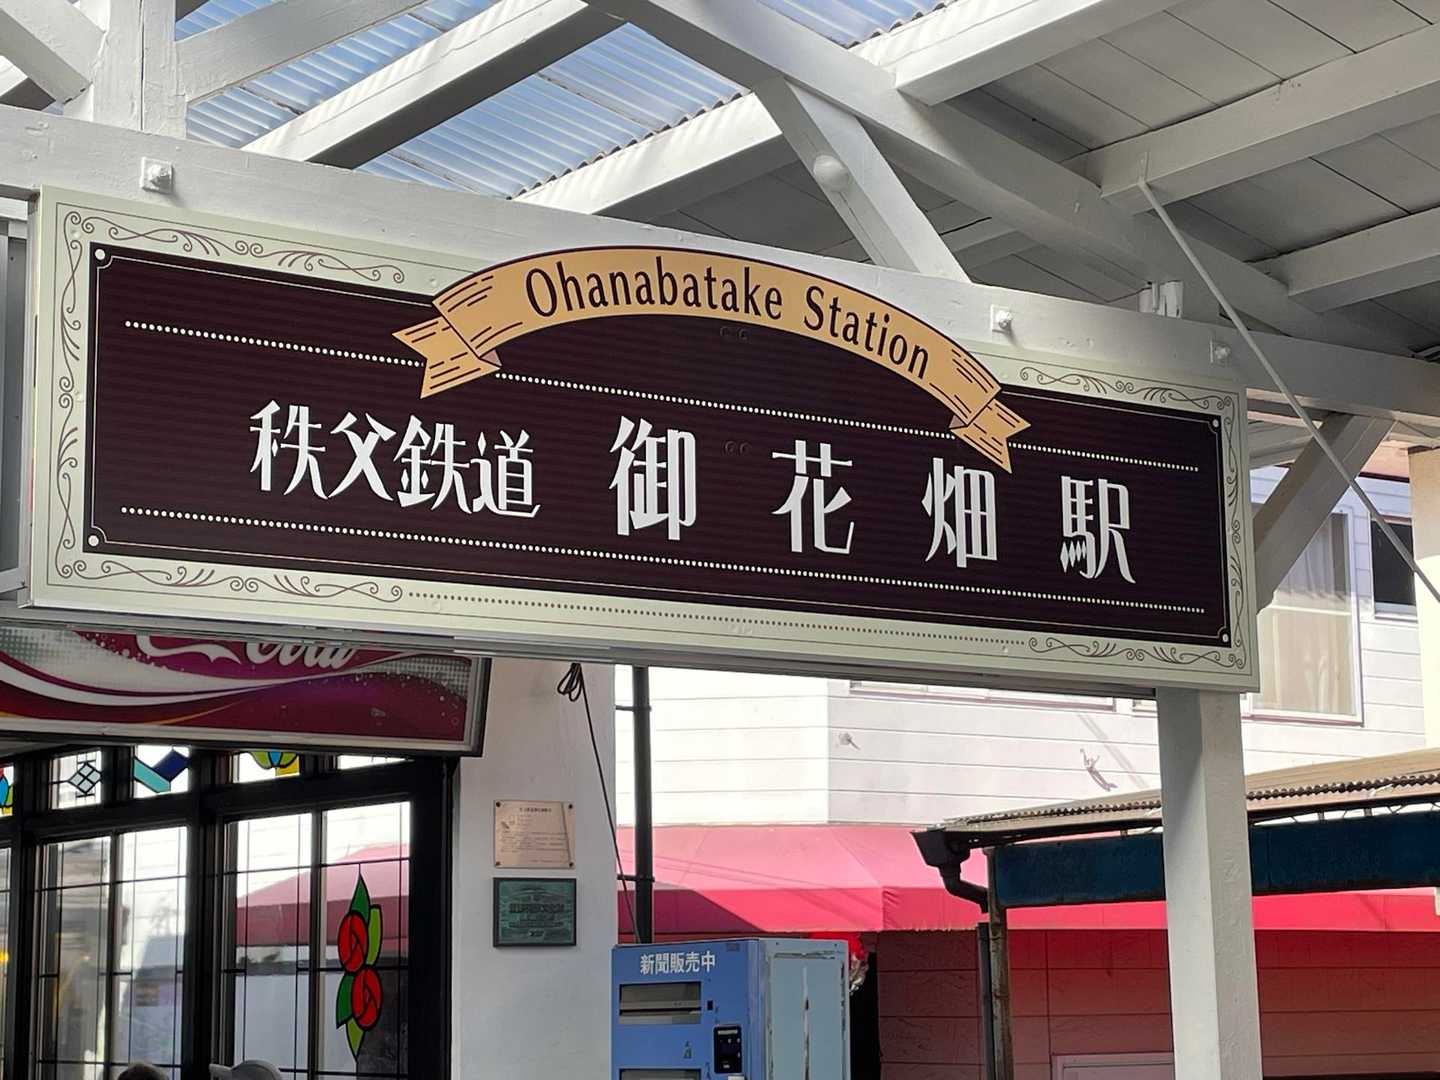 Ohanabatake Station
秩父鉄道 御花畑駅
新聞販売中